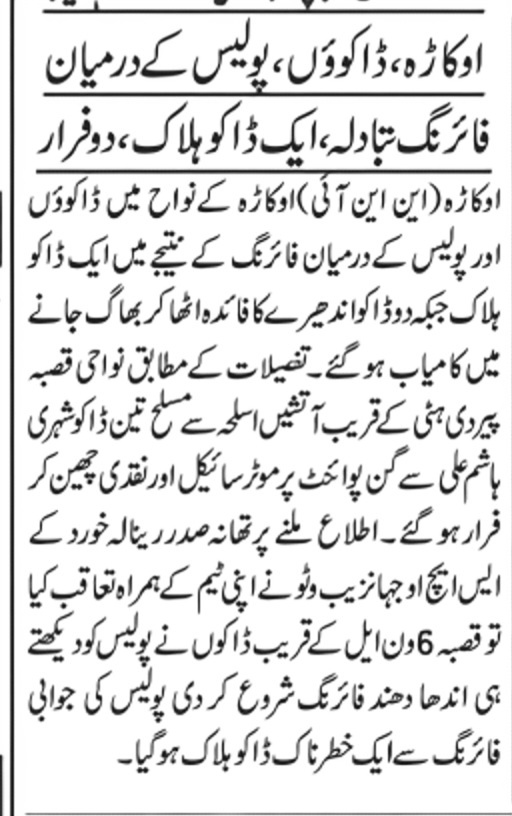 اوکاڑہ، ڈاکوؤں، پولیس کے درمیان
فائرنگ تبادلہ، ایک ڈاکو ہلاک، دو فرار
اوکاڑہ (این این آئی) اوکاڑہ کے نواح میں ڈاکوؤں
اور پولیس کے درمیان فائرنگ کے نتیجے میں ایک ڈاکو
ہلاک جبکہ دو ڈاکو اندھیرے کا فائدہ اٹھا کر بھاگ جانے
میں کامیاب ہو گئے۔ تفصیلات کے مطابق نواحی قصبہ
پیر دی ہٹی کے قریب آتشیں اسلحہ سے مسلح تین ڈاکو شہری
ہاشم علی سے گن پوائنٹ پر موٹر سائیکل اور نقدی چھین کر
فرار ہو گئے۔ اطلاع ملنے پر تھانہ صدر رینالہ خورد کے
ایس ایچ او جہانزیب وٹو نے اپنی ٹیم کے ہمراہ تعاقب کیا
تو قصبہ 6 ون ایل کے قریب ڈاکوں نے پولیس کو دیکھتے
ہی اندھا دھند فائرنگ شروع کر دی پولیس کی جوابی
فائرنگ سے ایک خطرناک ڈاکو ہلاک ہو گیا۔